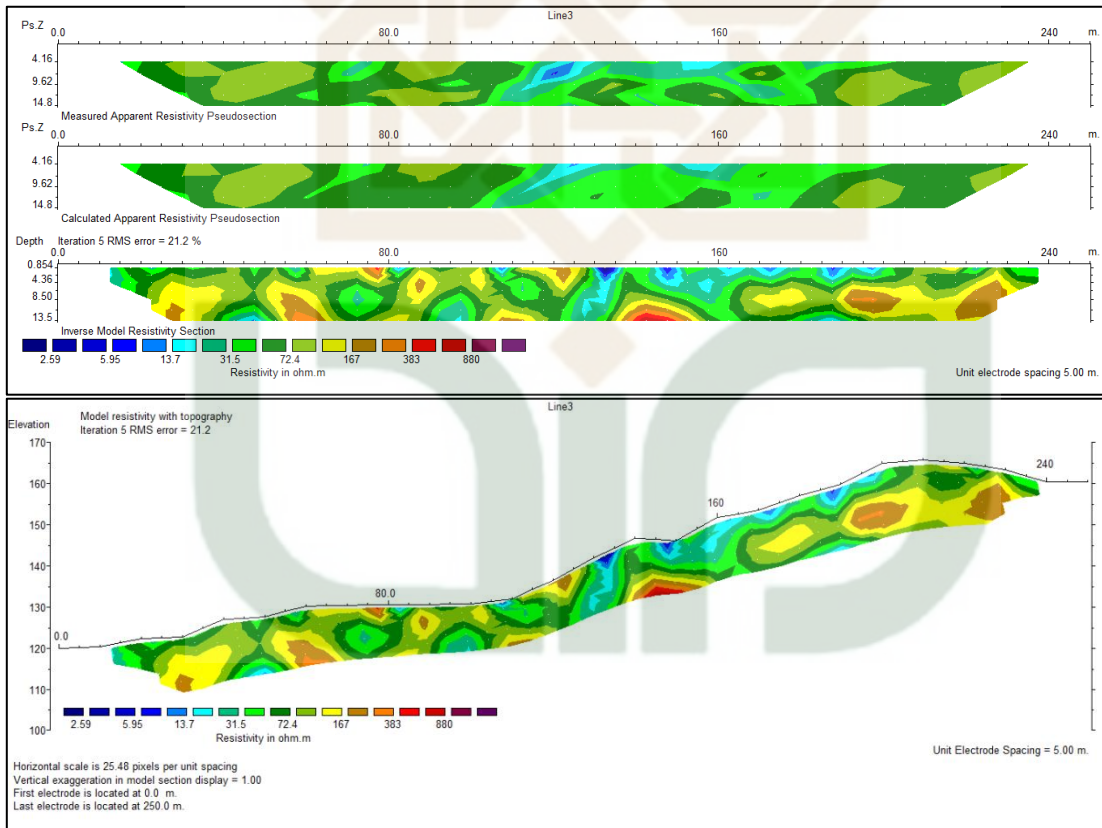 Line3
Ps.Z 0.0 80.0 160 240 m.
4.16
9.62
14.8
Measured Apparent Resistivity Pseudosection
Ps.Z 0.0 80.0 160 240 m.
4.16
9.62
14.8
Calculated Apparent Resistivity Pseudosection
Depth Iteration 5 RMS error = 21.2 %
0.0 80.0 160 240 m.
0.854
4.36
8.50
13.5
Inverse Model Resistivity Section
2.59 5.95 13.7 31.5 72.4 167 383 880
Resistivity in ohm.m
Unit electrode spacing 5.00 m.
Line3
Elevation
Model resistivity with topography
Iteration 5 RMS error = 21.2
170
160
150
140
130
120
110
100
0.0
80.0
160
240
2.59 5.95 13.7 31.5 72.4 167 383 880
Resistivity in ohm.m
Unit Electrode Spacing = 5.00 m.
Horizontal scale is 25.48 pixels per unit spacing
Vertical exaggeration in model section display = 1.00
First electrode is located at 0.0 m.
Last electrode is located at 250.0 m.